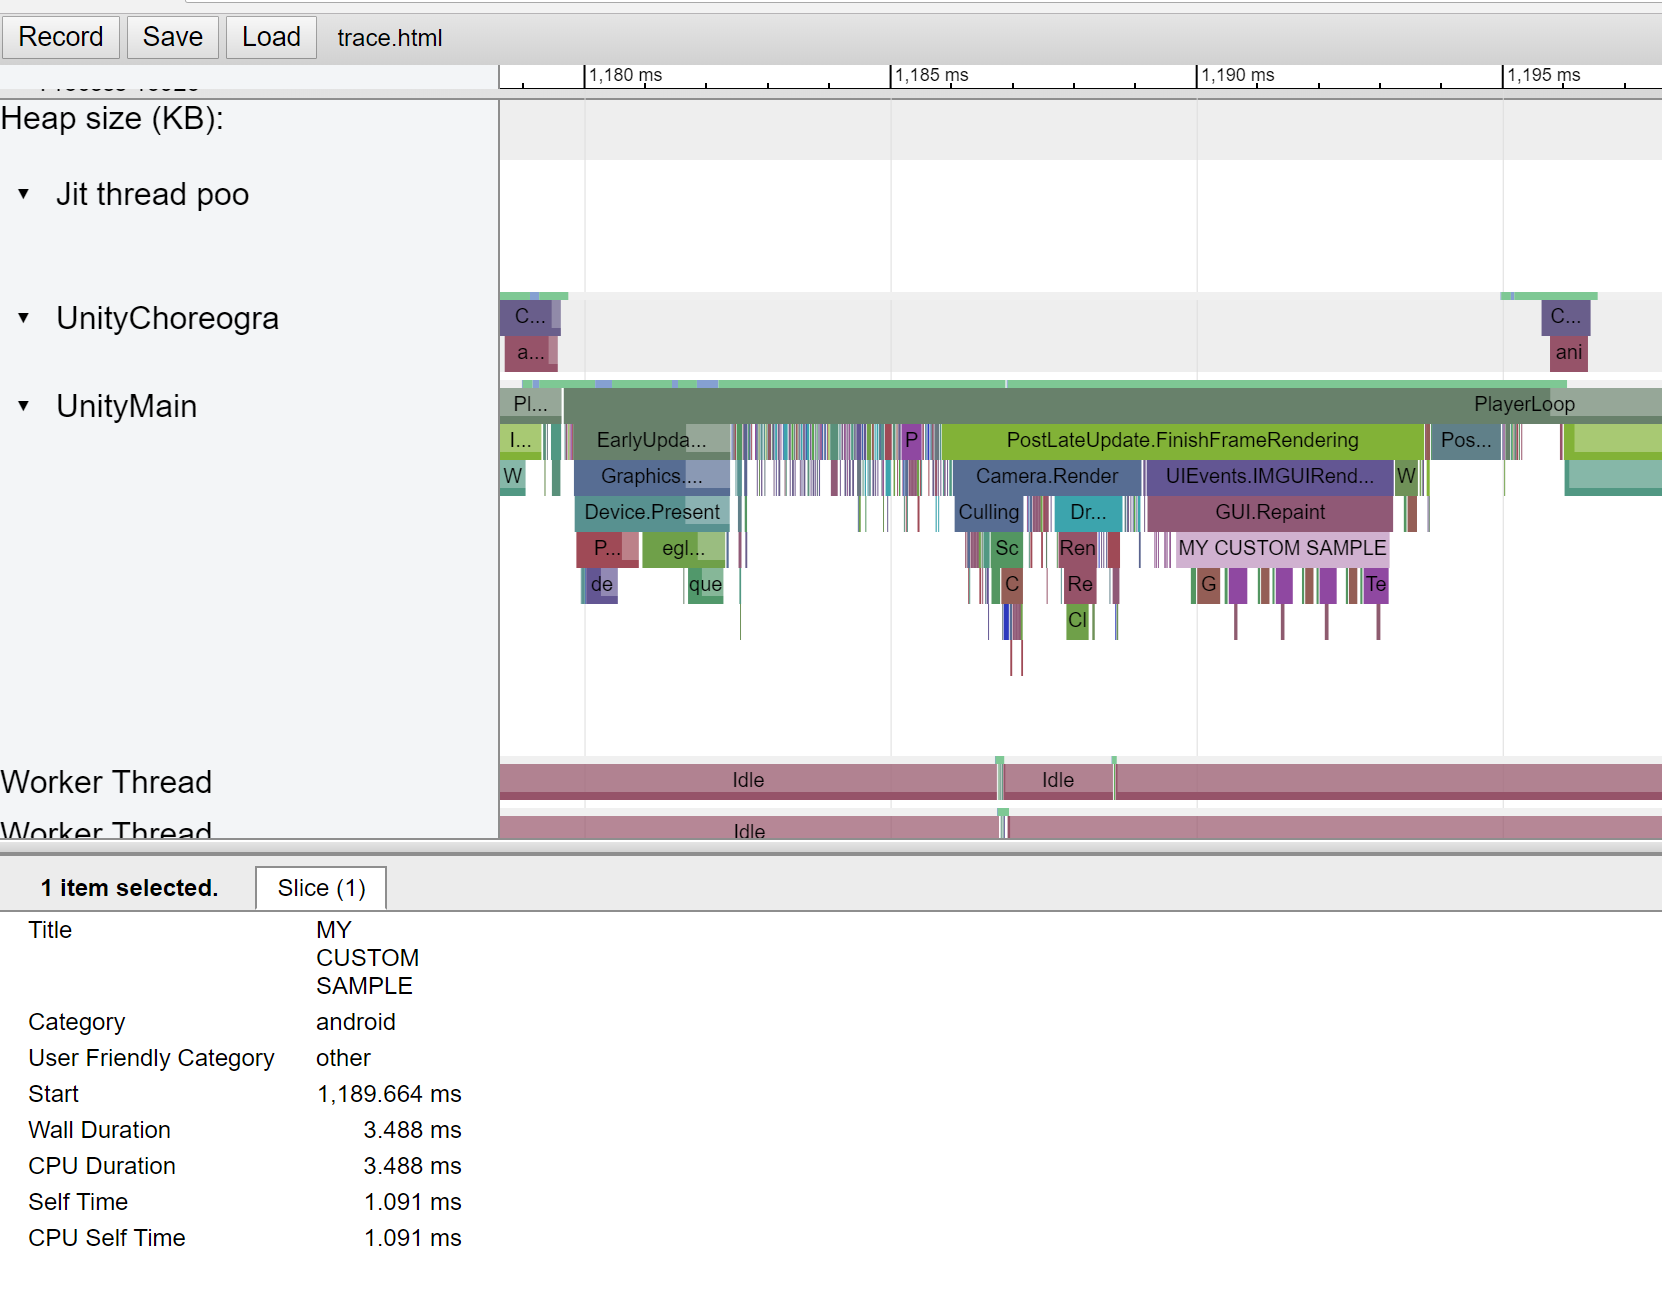 Record Save Load trace.html
1,180 ms 1,185 ms 1,190 ms 1,195 ms
Heap size (KB):
Jit thread poo
UnityChoreogra
C... C...
a... ani
UnityMain
Pl... PlayerLoop
I... EarlyUpda... P PostLateUpdate.FinishFrameRendering Pos...
W Graphics.... Camera.Render UIEvents.IMGUIRend... W
Device.Present Culling Dr... GUI.Repaint
P... egl... Sc Ren MY CUSTOM SAMPLE
de que C Re G Te
Cl
Worker Thread Idle Idle
Worker Thread Idle
1 item selected. Slice (1)
Title MY
CUSTOM
SAMPLE
Category android
User Friendly Category other
Start 1,189.664 ms
Wall Duration 3.488 ms
CPU Duration 3.488 ms
Self Time 1.091 ms
CPU Self Time 1.091 ms